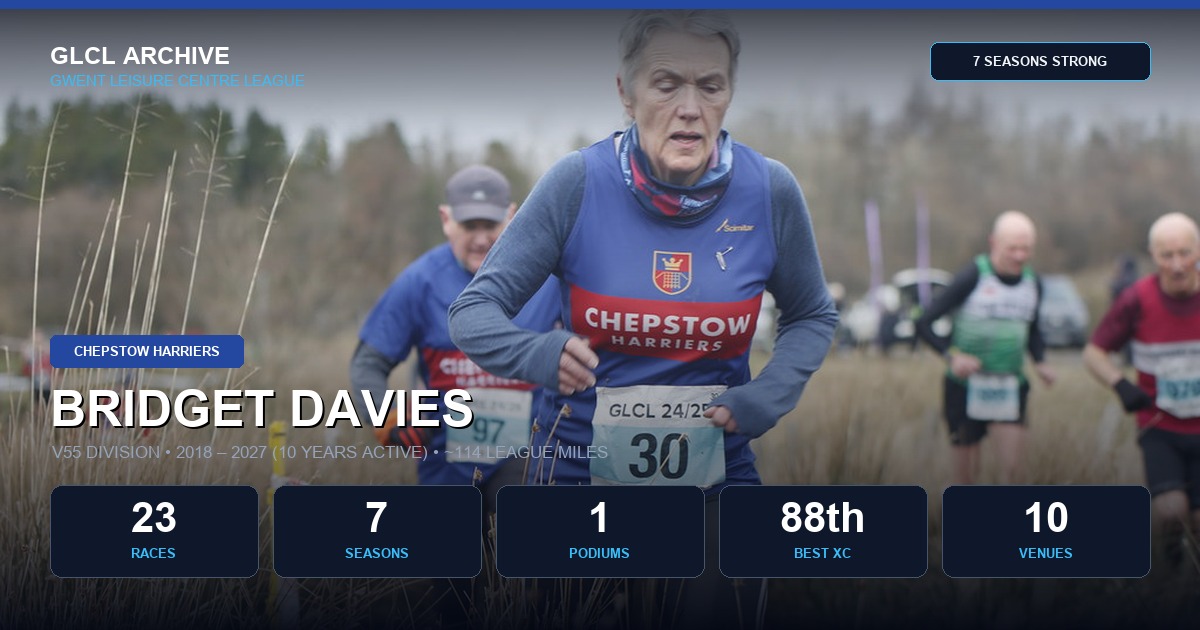 GLCL ARCHIVE
GWENT LEISURE CENTRE LEAGUE
7 SEASONS STRONG
Scimitar
CHEPSTOW
HARRIERS
GLCL 24/25
30
97
CHEPSTOW HARRIERS
BRIDGET DAVIES
V55 DIVISION • 2018 – 2027 (10 YEARS ACTIVE) • ~114 LEAGUE MILES
23
RACES
7
SEASONS
1
PODIUMS
88th
BEST XC
10
VENUES